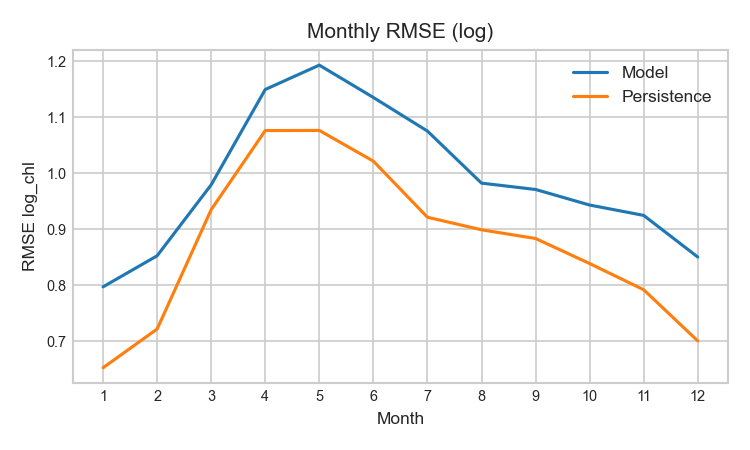 Monthly RMSE (log)
Model
Persistence
RMSE log_chl
1.2
1.1
1.0
0.9
0.8
0.7
1 2 3 4 5 6 7 8 9 10 11 12
Month